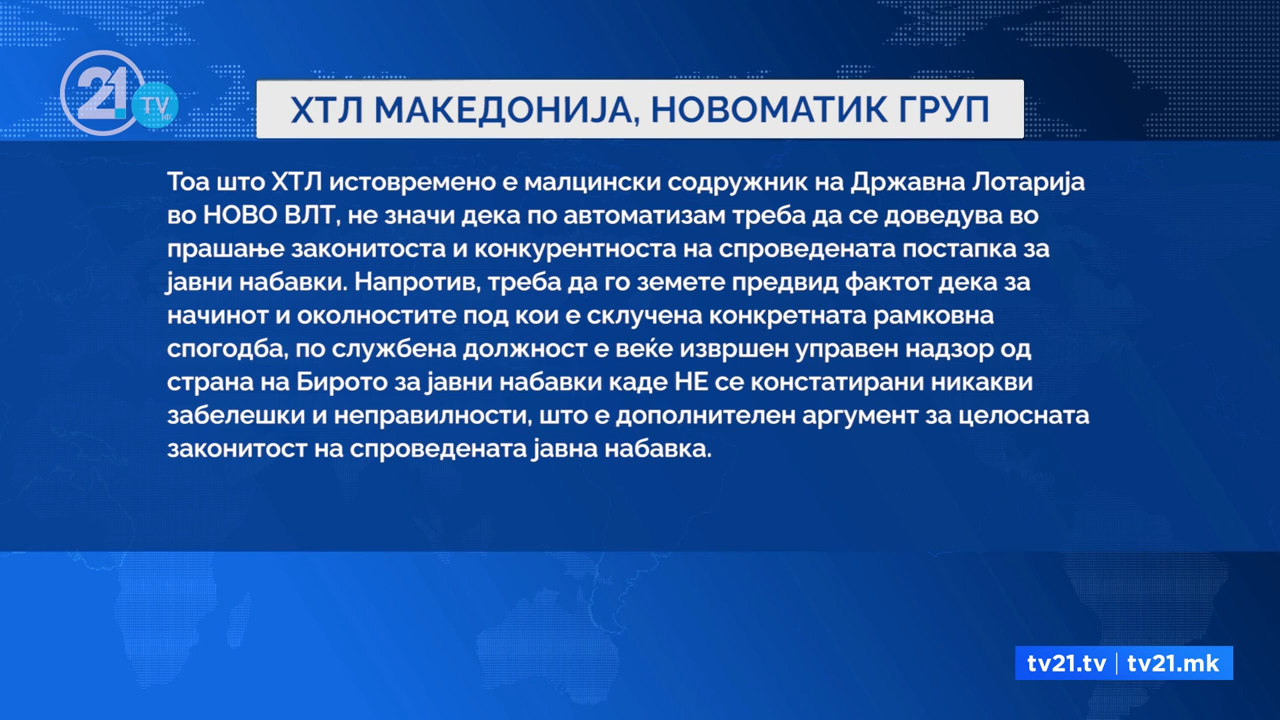 21
TV
ХТЛ МАКЕДОНИЈА, НОВОМАТИК ГРУП
Тоа што ХТЛ истовремено е малцински содружник на Државна Лотарија
во НОВО ВЛТ, не значи дека по автоматизам треба да се доведува во
прашање законитоста и конкурентноста на спроведената постапка за
јавни набавки. Напротив, треба да го земете предвид фактот дека за
начинот и околностите под кои е склучена конкретната рамковна
спогодба, по службена должност е веќе извршен управен надзор од
страна на Бирото за јавни набавки каде НЕ се констатирани никакви
забелешки и неправилности, што е дополнителен аргумент за целосната
законитост на спроведената јавна набавка.
tv21.tv | tv21.mk